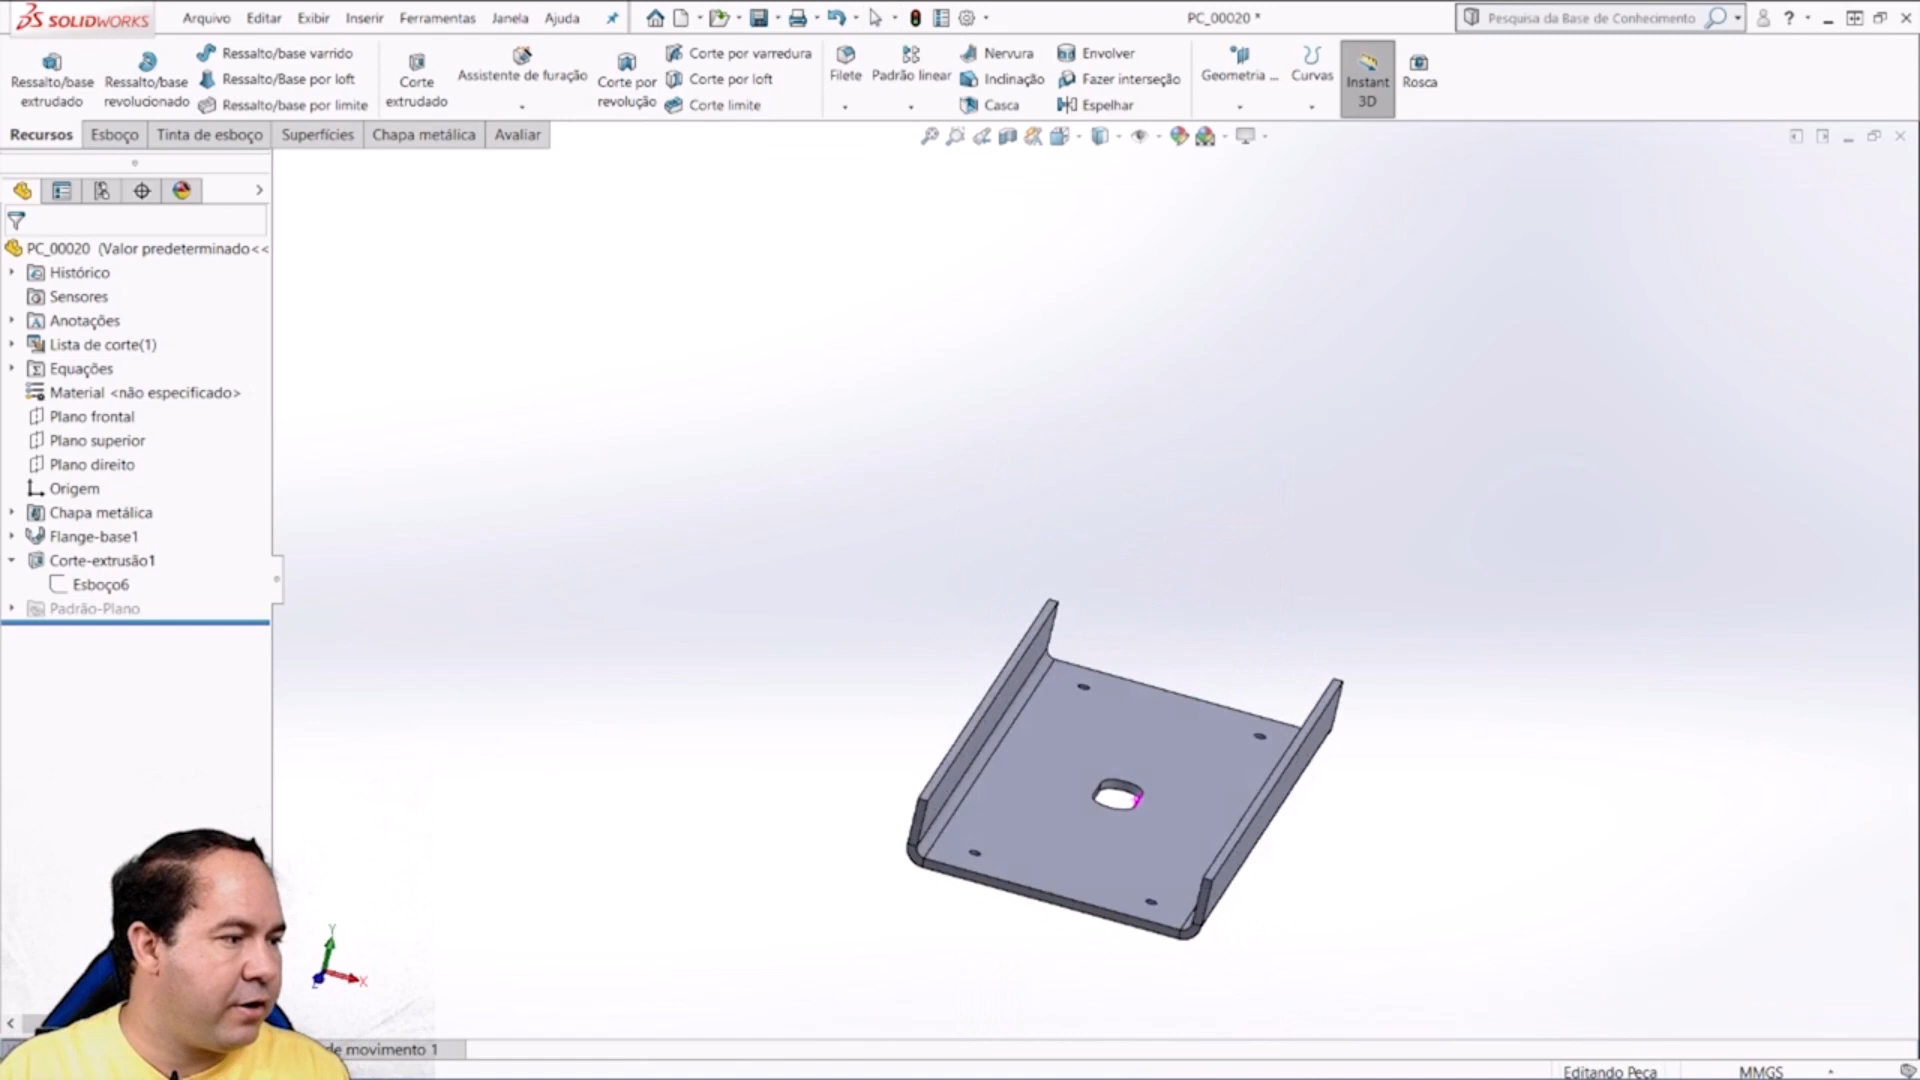 SOLIDWORKS
Arquivo Editar Exibir Inserir Ferramentas Janela Ajuda
PC_00020 *
Pesquisa da Base de Conhecimento
?
Ressalto/base extrudado
Ressalto/base revolucionado
Ressalto/base varrido
Ressalto/Base por loft
Ressalto/base por limite
Corte extrudado
Assistente de furação
Corte por revolução
Corte por varredura
Corte por loft
Corte limite
Filete
Padrão linear
Nervura
Inclinação
Casca
Envolver
Fazer interseção
Espelhar
Geometria ...
Curvas
Instant 3D
Rosca
Recursos Esboço Tinta de esboço Superfícies Chapa metálica Avaliar
PC_00020 (Valor predeterminado<<
Histórico
Sensores
Anotações
Lista de corte(1)
Equações
Material <não especificado>
Plano frontal
Plano superior
Plano direito
Origem
Chapa metálica
Flange-base1
Corte-extrusão1
Esboço6
Padrão-Plano
Y
X
Z
de movimento 1
Editando Peça
MMGS